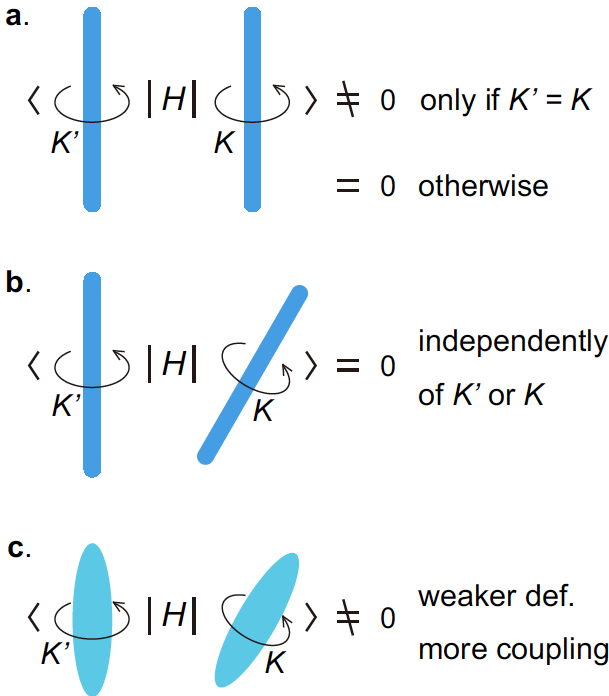 a.
⟨ K' |H| K ⟩ ≠ 0 only if K' = K
= 0 otherwise
b.
⟨ K' |H| K ⟩ = 0 independently
of K' or K
c.
⟨ K' |H| K ⟩ ≠ 0 weaker def.
more coupling